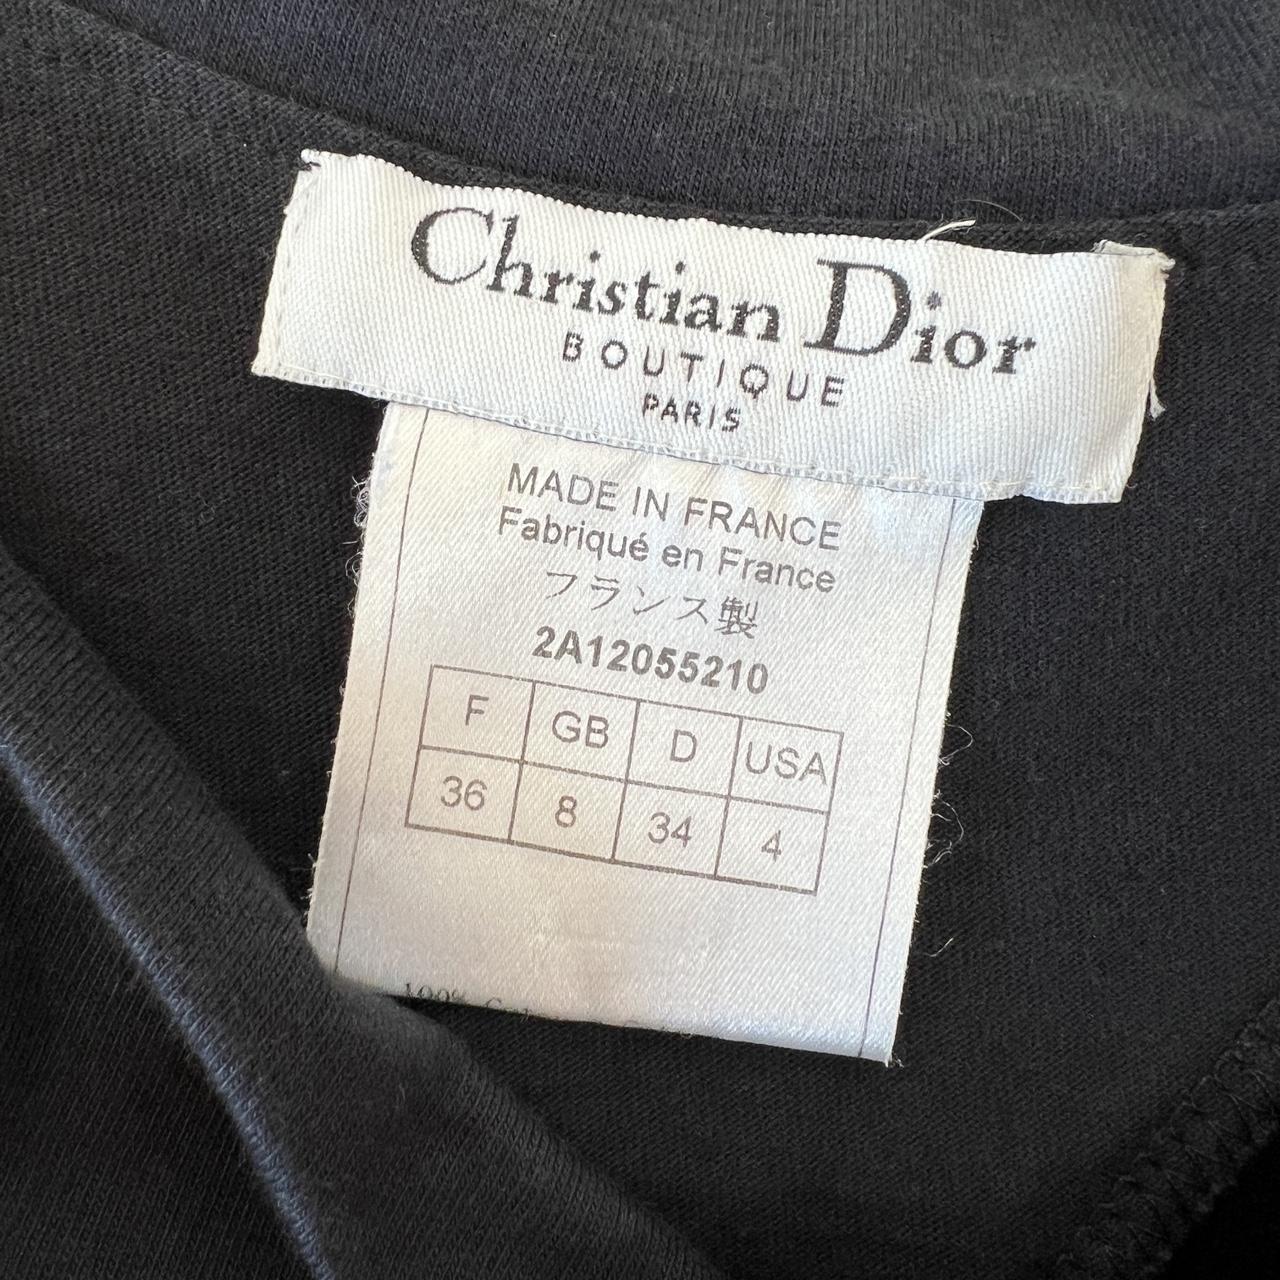 Christian Dior
BOUTIQUE
PARIS
MADE IN FRANCE
Fabriqué en France
フランス製
2A12055210
F GB D USA
36 8 34 4
100%